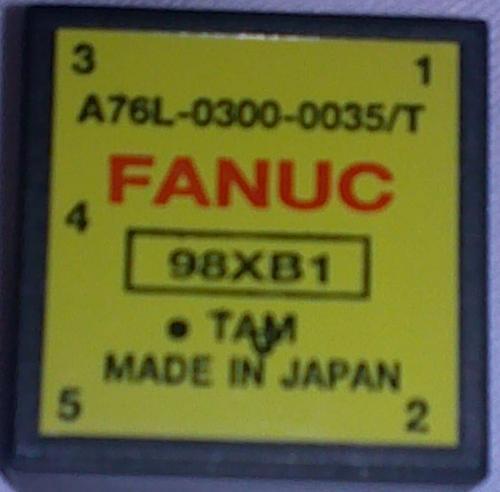 3 1
A76L-0300-0035/T
FANUC
4
98XB1
• TAM
MADE IN JAPAN
5 2